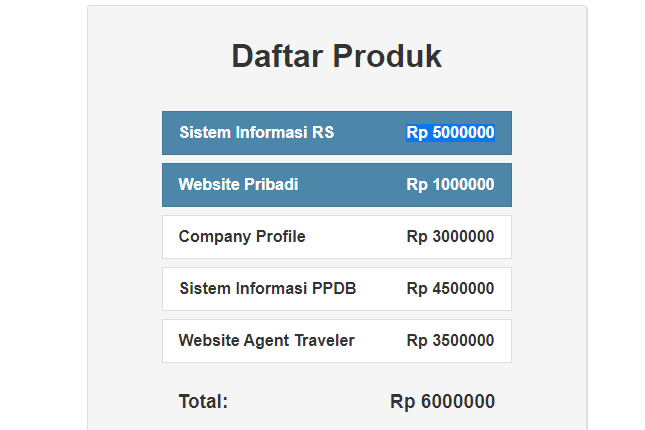 Daftar Produk
Sistem Informasi RS Rp 5000000
Website Pribadi Rp 1000000
Company Profile Rp 3000000
Sistem Informasi PPDB Rp 4500000
Website Agent Traveler Rp 3500000
Total: Rp 6000000